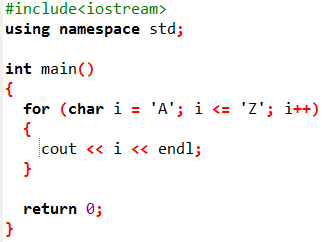 #include<iostream>
using namespace std;

int main()
{
  for (char i = 'A'; i <= 'Z'; i++)
  {
    cout << i << endl;
  }

  return 0;
}